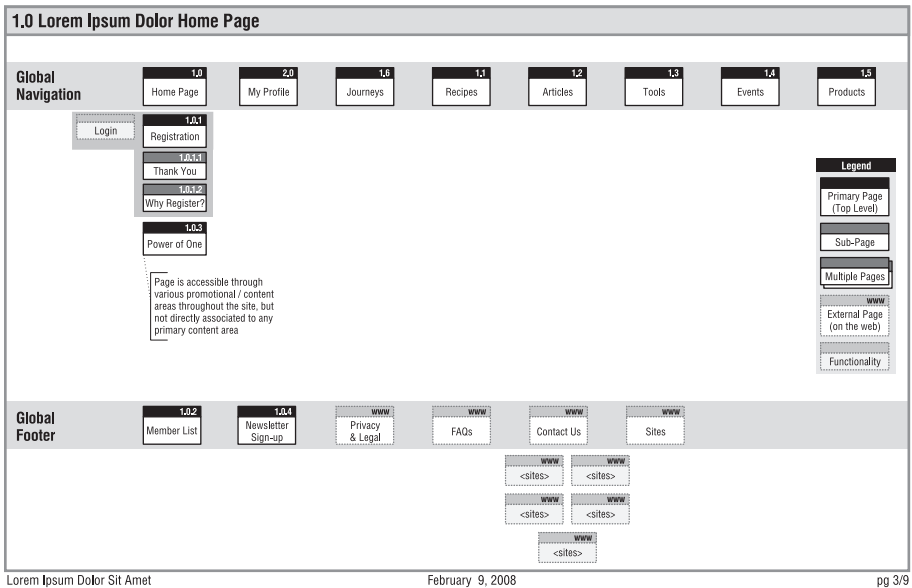 1.0 Lorem Ipsum Dolor Home Page
Global
Navigation
1.0
Home Page
2.0
My Profile
1.6
Journeys
1.1
Recipes
1.2
Articles
1.3
Tools
1.4
Events
1.5
Products
Login
1.0.1
Registration
1.0.1.1
Thank You
1.0.1.2
Why Register?
1.0.3
Power of One
Page is accessible through
various promotional / content
areas throughout the site, but
not directly associated to any
primary content area
Legend
Primary Page
(Top Level)
Sub-Page
Multiple Pages
www
External Page
(on the web)
Functionality
Global
Footer
1.0.2
Member List
1.0.4
Newsletter
Sign-up
www
Privacy
& Legal
www
FAQs
www
Contact Us
www
Sites
www
<sites>
www
<sites>
www
<sites>
www
<sites>
www
<sites>
Lorem Ipsum Dolor Sit Amet
February 9, 2008
pg 3/9